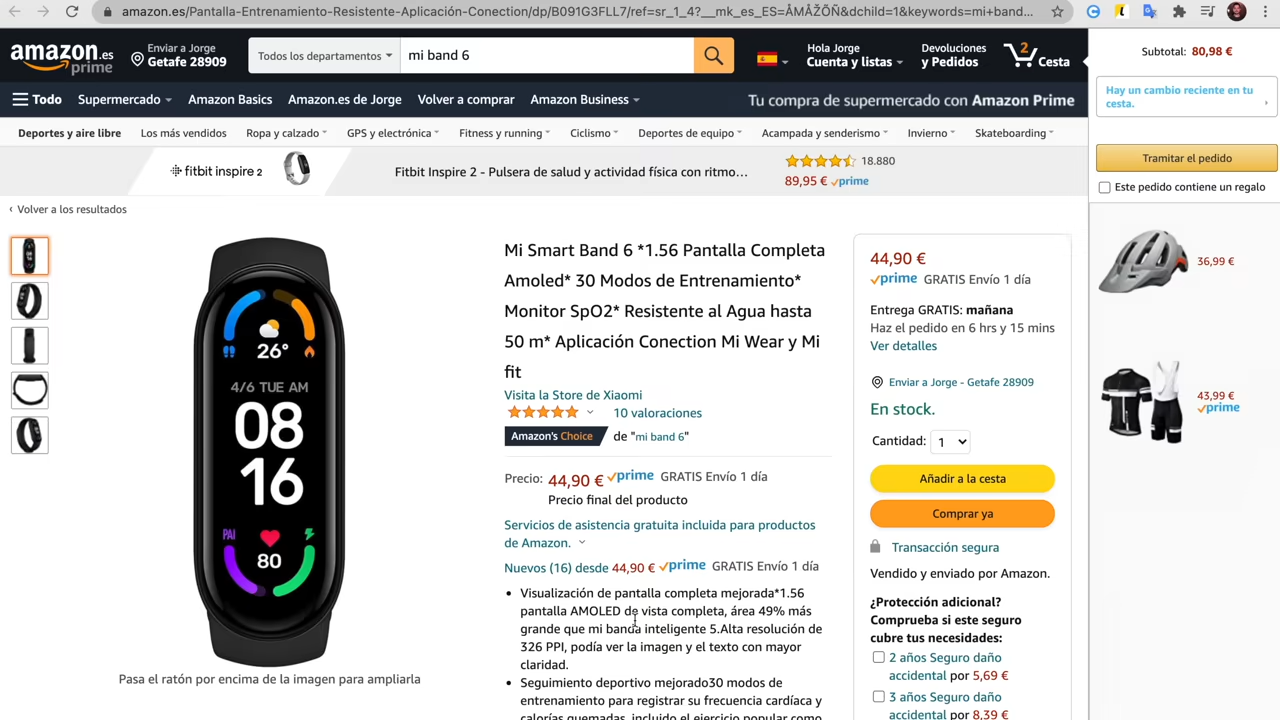 amazon.es/Pantalla-Entrenamiento-Resistente-Aplicación-Conection/dp/B091G3FLL7/ref=sr_1_4?__mk_es_ES=ÅMÅŽÕÑ&dchild=1&keywords=mi+band...
amazon.es
prime
Enviar a Jorge
Getafe 28909
Todos los departamentos
mi band 6
Hola Jorge
Cuenta y listas
Devoluciones
y Pedidos
2
Cesta
Todo
Supermercado
Amazon Basics
Amazon.es de Jorge
Volver a comprar
Amazon Business
Tu compra de supermercado con Amazon Prime
Deportes y aire libre
Los más vendidos
Ropa y calzado
GPS y electrónica
Fitness y running
Ciclismo
Deportes de equipo
Acampada y senderismo
Invierno
Skateboarding
fitbit inspire 2
Fitbit Inspire 2 - Pulsera de salud y actividad física con ritmo...
18.880
89,95 € prime
‹ Volver a los resultados
26°
4/6 TUE AM
08
16
PAI
80
Pasa el ratón por encima de la imagen para ampliarla
Mi Smart Band 6 *1.56 Pantalla Completa
Amoled* 30 Modos de Entrenamiento*
Monitor SpO2* Resistente al Agua hasta
50 m* Aplicación Conection Mi Wear y Mi
fit
Visita la Store de Xiaomi
10 valoraciones
Amazon's Choice de "mi band 6"
Precio: 44,90 € prime GRATIS Envío 1 día
Precio final del producto
Servicios de asistencia gratuita incluida para productos
de Amazon.
Nuevos (16) desde 44,90 € prime GRATIS Envío 1 día
• Visualización de pantalla completa mejorada*1.56
pantalla AMOLED de vista completa, área 49% más
grande que mi banda inteligente 5.Alta resolución de
326 PPI, podía ver la imagen y el texto con mayor
claridad.
• Seguimiento deportivo mejorado30 modos de
entrenamiento para registrar su frecuencia cardíaca y
calorías quemadas, incluido el ejercicio popular como
44,90 €
prime GRATIS Envío 1 día
Entrega GRATIS: mañana
Haz el pedido en 6 hrs y 15 mins
Ver detalles
Enviar a Jorge - Getafe 28909
En stock.
Cantidad: 1
Añadir a la cesta
Comprar ya
Transacción segura
Vendido y enviado por Amazon.
¿Protección adicional?
Comprueba si este seguro
cubre tus necesidades:
2 años Seguro daño
accidental por 5,69 €
3 años Seguro daño
accidental por 8,39 €
Subtotal: 80,98 €
Hay un cambio reciente en tu
cesta.
Tramitar el pedido
Este pedido contiene un regalo
36,99 €
43,99 €
prime